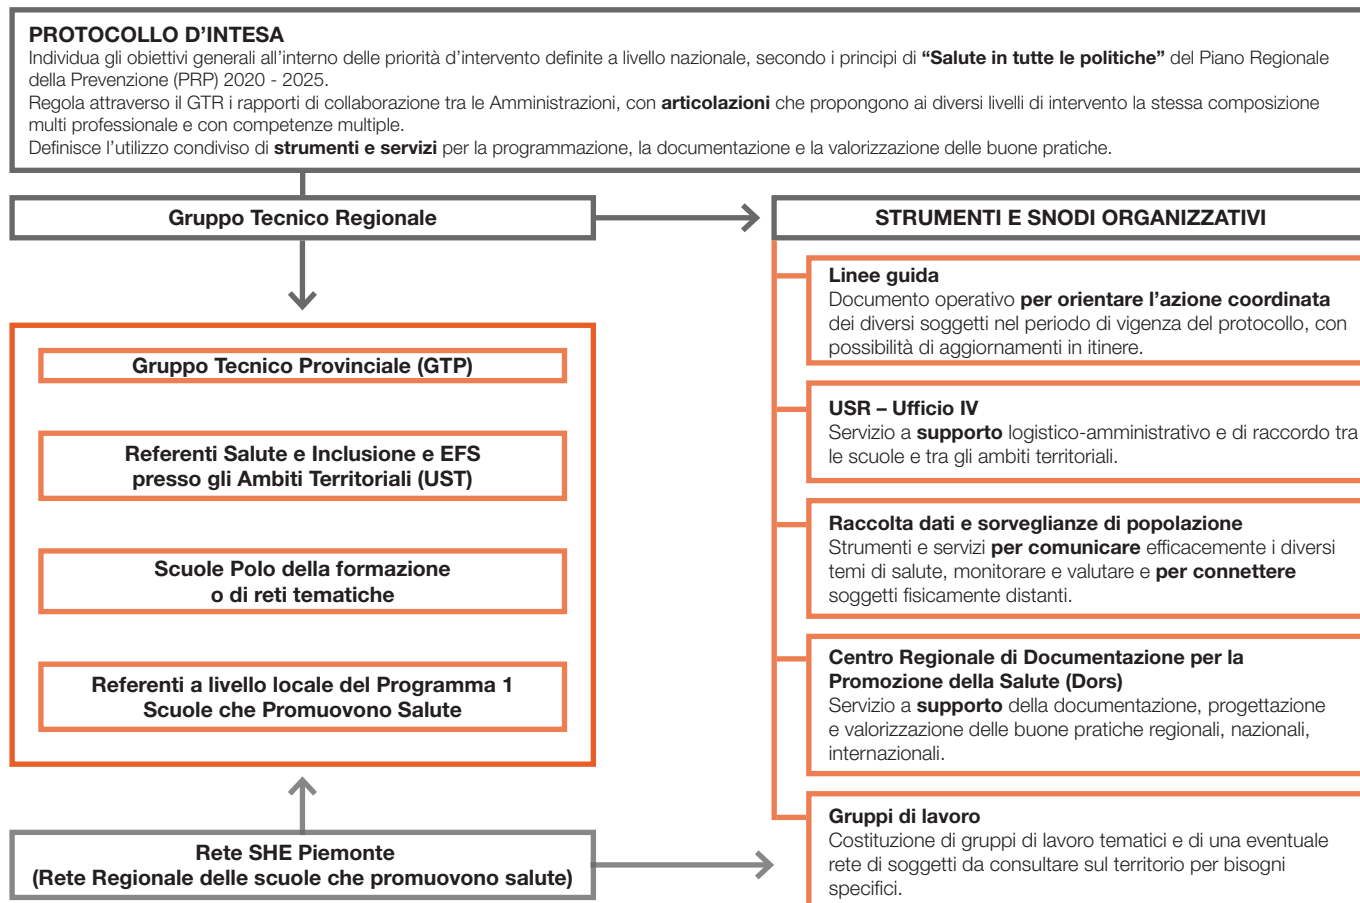 PROTOCOLLO D’INTESA
Individua gli obiettivi generali all’interno delle priorità d’intervento definite a livello nazionale, secondo i principi di “Salute in tutte le politiche” del Piano Regionale
della Prevenzione (PRP) 2020 - 2025.
Regola attraverso il GTR i rapporti di collaborazione tra le Amministrazioni, con articolazioni che propongono ai diversi livelli di intervento la stessa composizione
multi professionale e con competenze multiple.
Definisce l’utilizzo condiviso di strumenti e servizi per la programmazione, la documentazione e la valorizzazione delle buone pratiche.
Gruppo Tecnico Regionale
Gruppo Tecnico Provinciale (GTP)
Referenti Salute e Inclusione e EFS
presso gli Ambiti Territoriali (UST)
Scuole Polo della formazione
o di reti tematiche
Referenti a livello locale del Programma 1
Scuole che Promuovono Salute
Rete SHE Piemonte
(Rete Regionale delle scuole che promuovono salute)
STRUMENTI E SNODI ORGANIZZATIVI
Linee guida
Documento operativo per orientare l’azione coordinata
dei diversi soggetti nel periodo di vigenza del protocollo, con
possibilità di aggiornamenti in itinere.
USR – Ufficio IV
Servizio a supporto logistico-amministrativo e di raccordo tra
le scuole e tra gli ambiti territoriali.
Raccolta dati e sorveglianze di popolazione
Strumenti e servizi per comunicare efficacemente i diversi
temi di salute, monitorare e valutare e per connettere
soggetti fisicamente distanti.
Centro Regionale di Documentazione per la
Promozione della Salute (Dors)
Servizio a supporto della documentazione, progettazione
e valorizzazione delle buone pratiche regionali, nazionali,
internazionali.
Gruppi di lavoro
Costituzione di gruppi di lavoro tematici e di una eventuale
rete di soggetti da consultare sul territorio per bisogni
specifici.